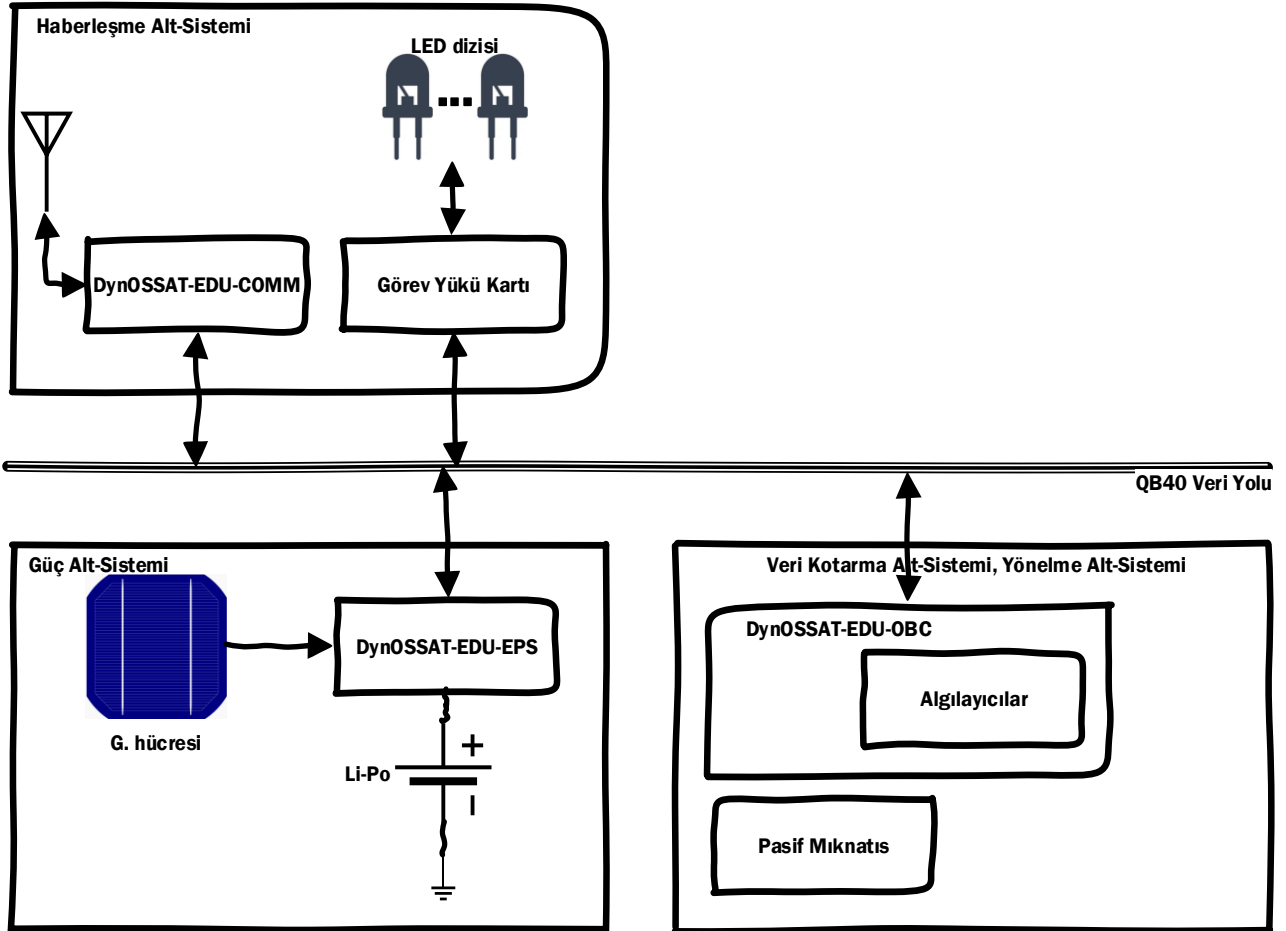 Haberleşme Alt-Sistemi
LED dizisi
DynOSSAT-EDU-COMM
Görev Yükü Kartı
QB40 Veri Yolu
Güç Alt-Sistemi
G. hücresi
DynOSSAT-EDU-EPS
Li-Po
+
Veri Kotarma Alt-Sistemi, Yönelme Alt-Sistemi
DynOSSAT-EDU-OBC
Algılayıcılar
Pasif Mıknatıs